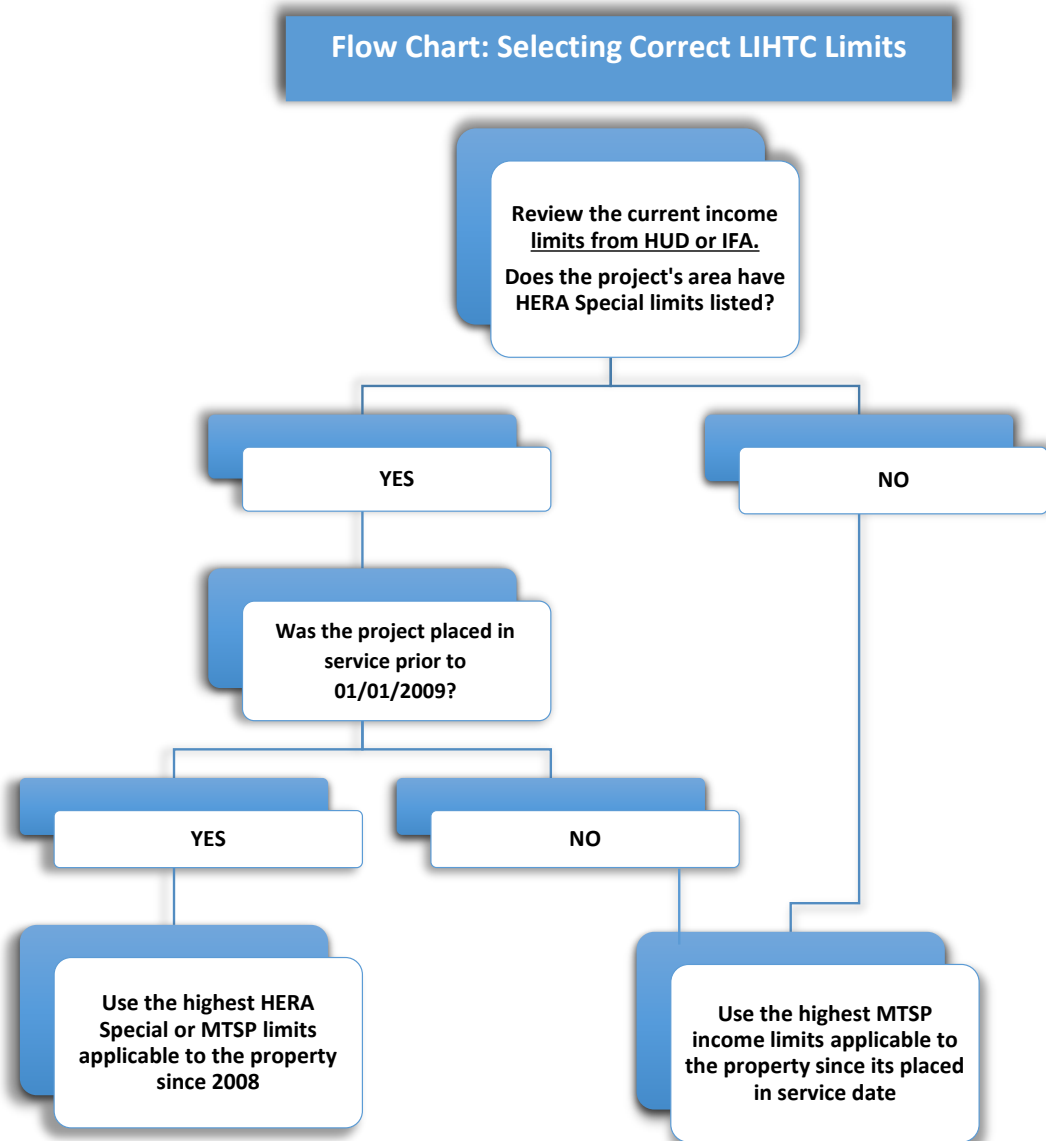 Flow Chart: Selecting Correct LIHTC Limits
Review the current income
limits from HUD or IFA.
Does the project's area have
HERA Special limits listed?
YES
NO
Was the project placed in
service prior to
01/01/2009?
YES
NO
Use the highest HERA
Special or MTSP limits
applicable to the property
since 2008
Use the highest MTSP
income limits applicable to
the property since its placed
in service date